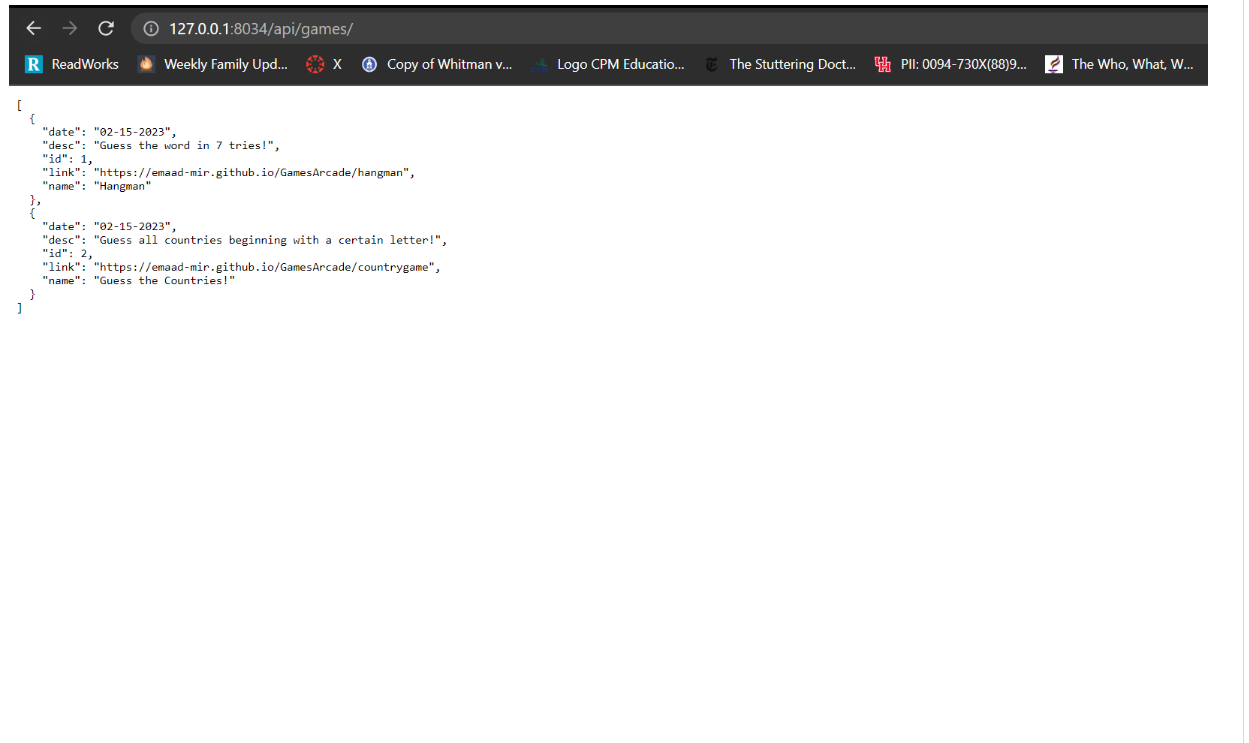 127.0.0.1:8034/api/games/
R ReadWorks Weekly Family Upd... X Copy of Whitman v... Logo CPM Educatio... The Stuttering Doct... PII: 0094-730X(88)9... The Who, What, W...
[
  {
    "date": "02-15-2023",
    "desc": "Guess the word in 7 tries!",
    "id": 1,
    "link": "https://emaad-mir.github.io/GamesArcade/hangman",
    "name": "Hangman"
  },
  {
    "date": "02-15-2023",
    "desc": "Guess all countries beginning with a certain letter!",
    "id": 2,
    "link": "https://emaad-mir.github.io/GamesArcade/countrygame",
    "name": "Guess the Countries!"
  }
]